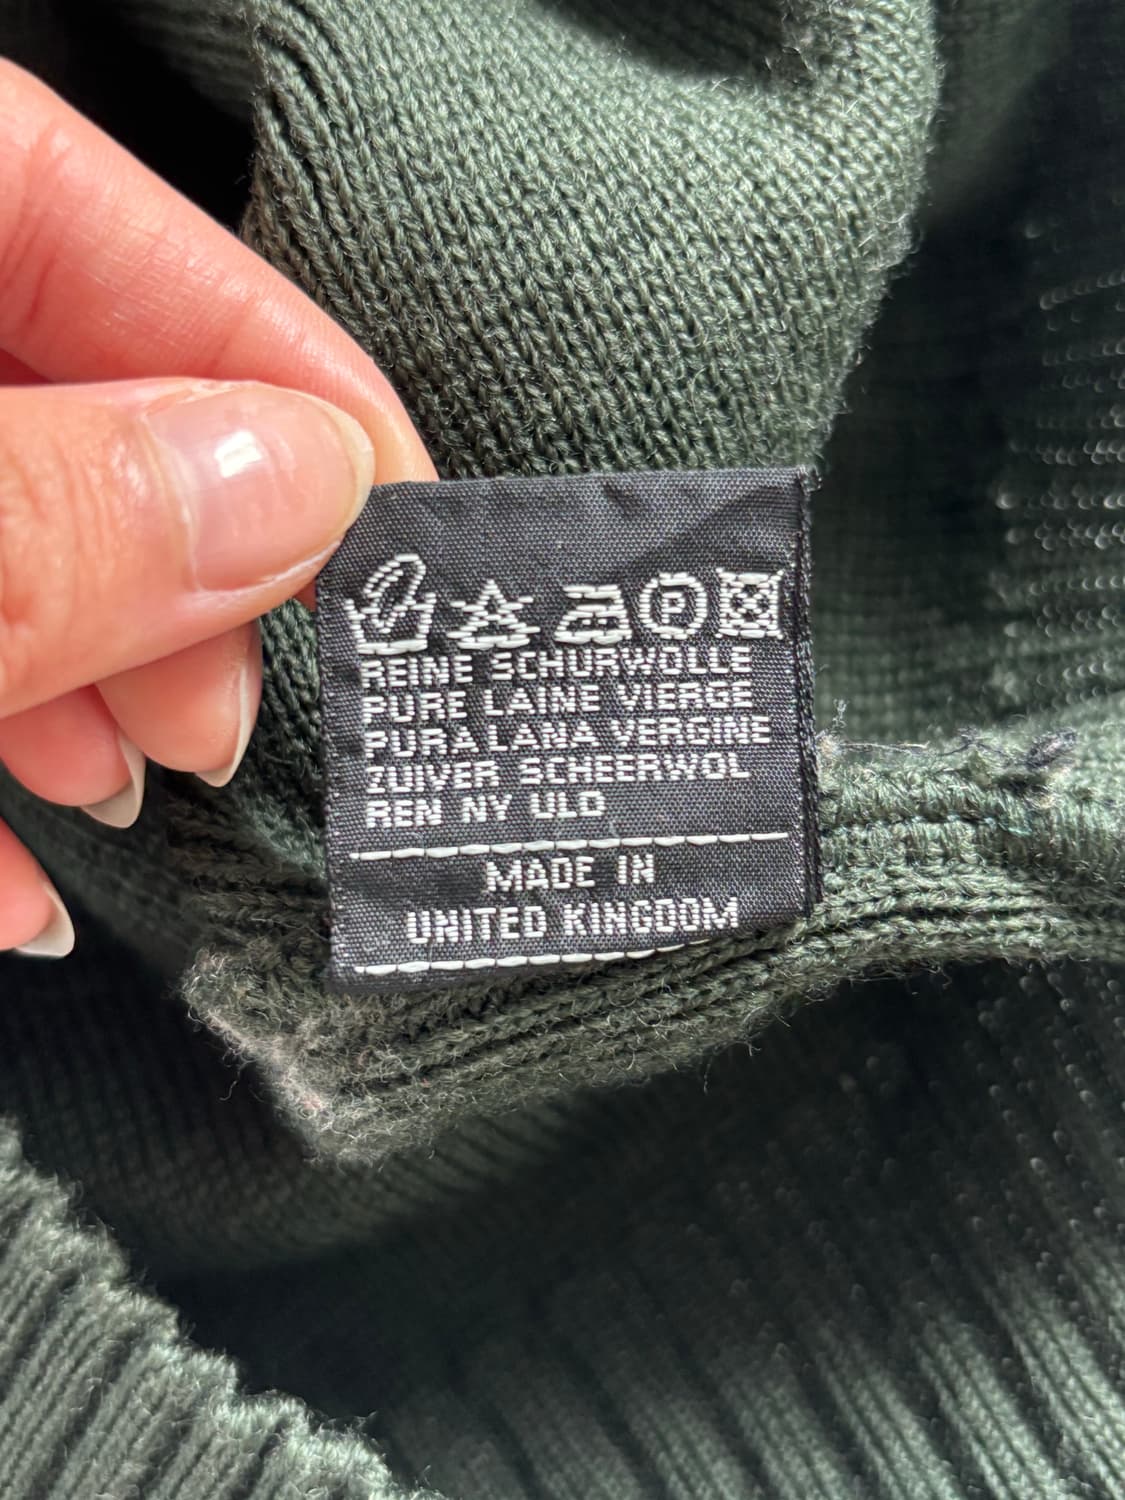 P
REINE SCHURWOLLE
PURE LAINE VIERGE
PURA LANA VERGINE
ZUIVER SCHEERWOL
REN NY ULD
MADE IN
UNITED KINGDOM